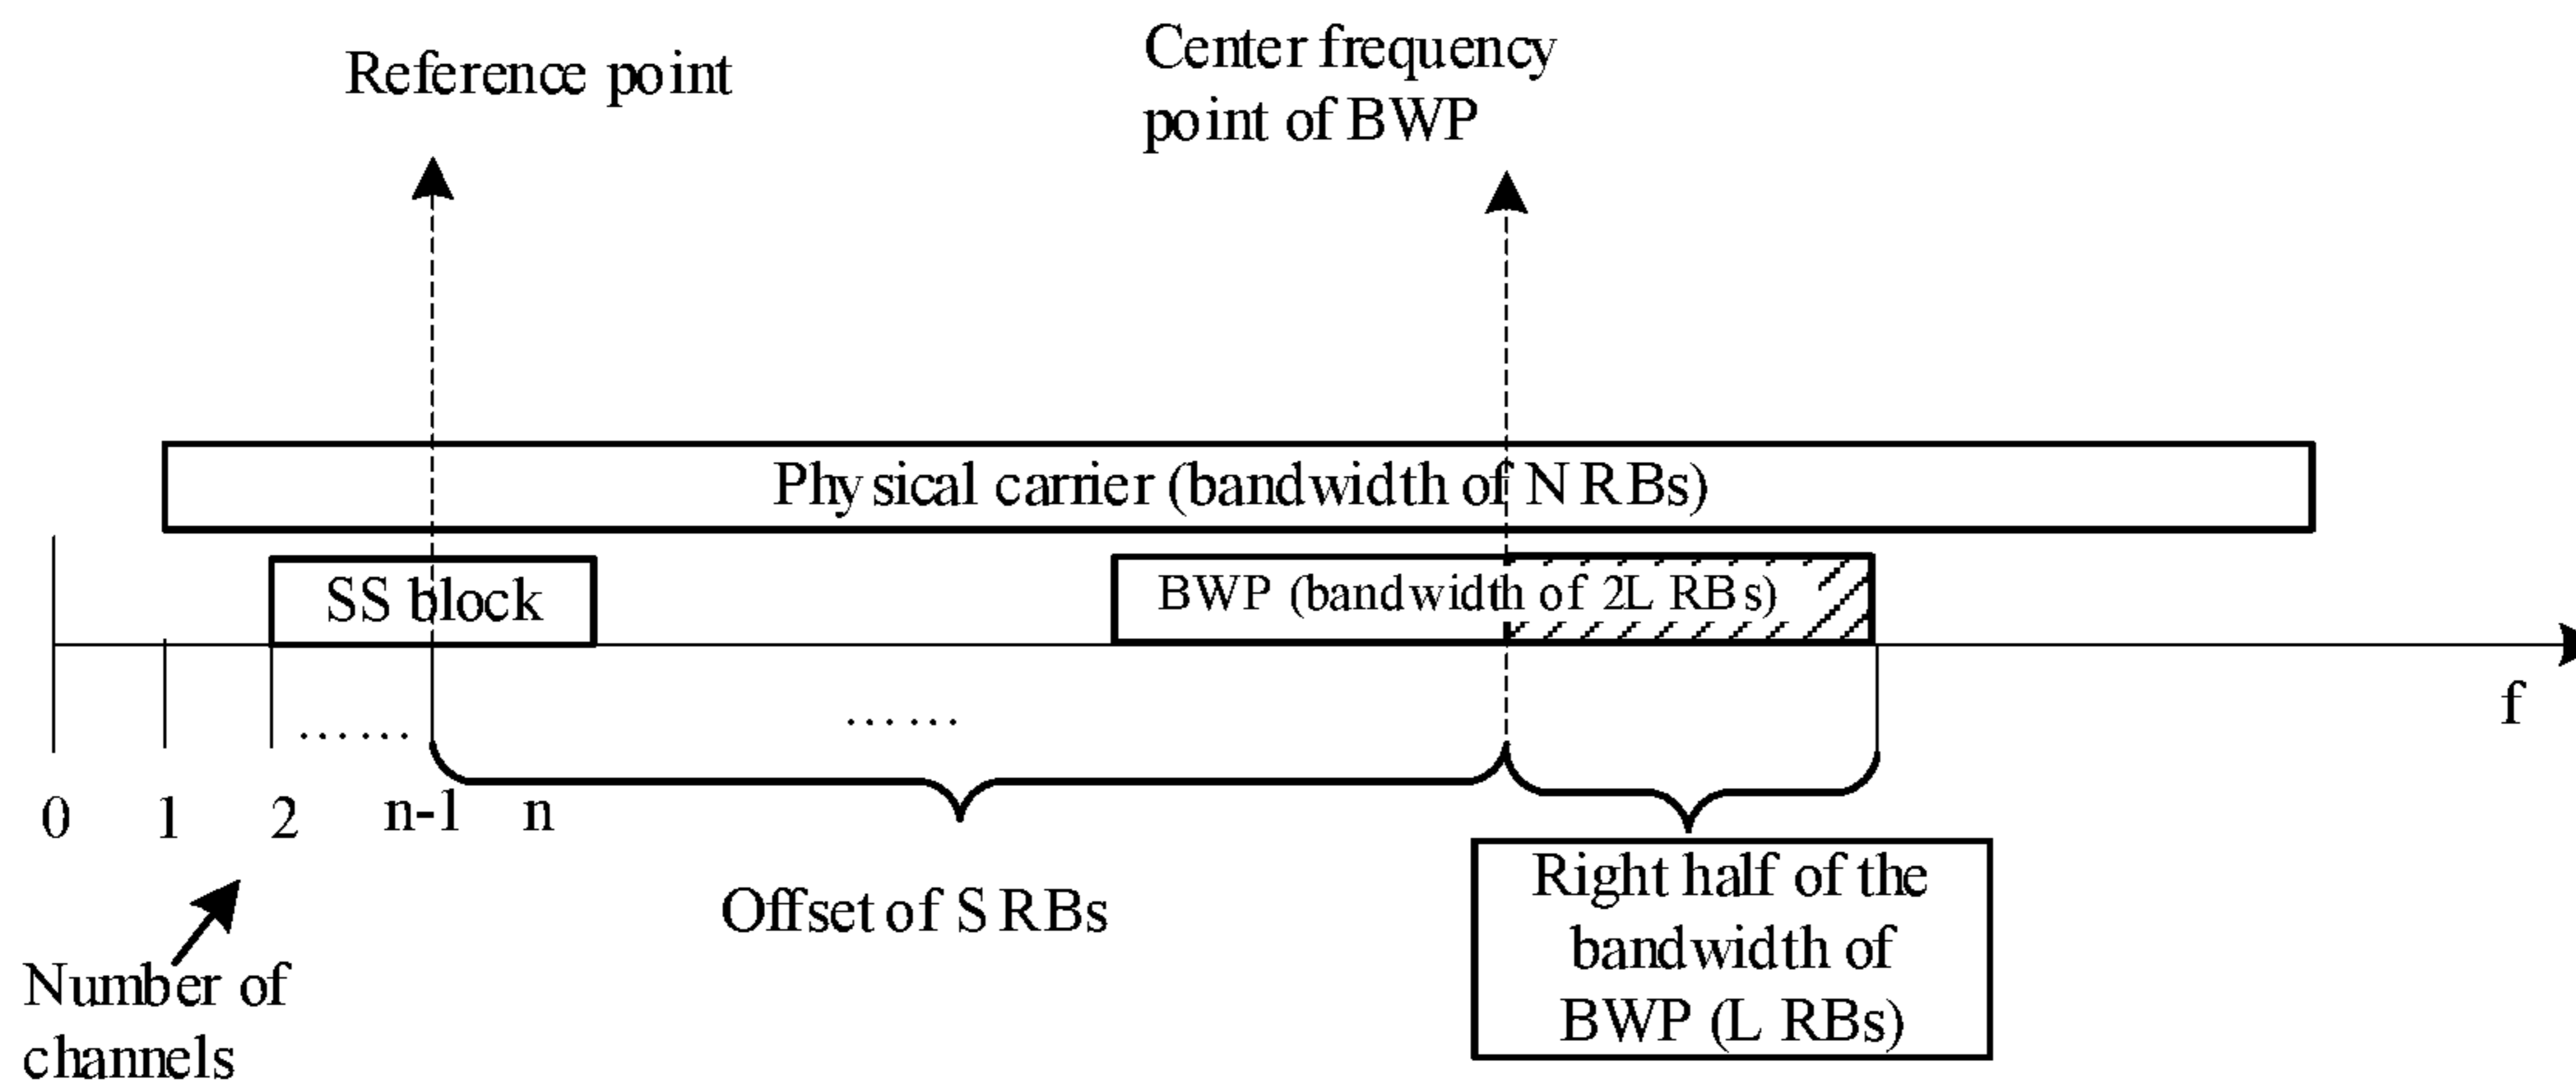 Reference point
Center frequency
point of BWP
Physical carrier (bandwidth of N RBs)
SS block
BWP (bandwidth of 2L RBs)
f
......
......
0 1 2 n-1 n
Offset of S RBs
Number of
channels
Right half of the
bandwidth of
BWP (L RBs)